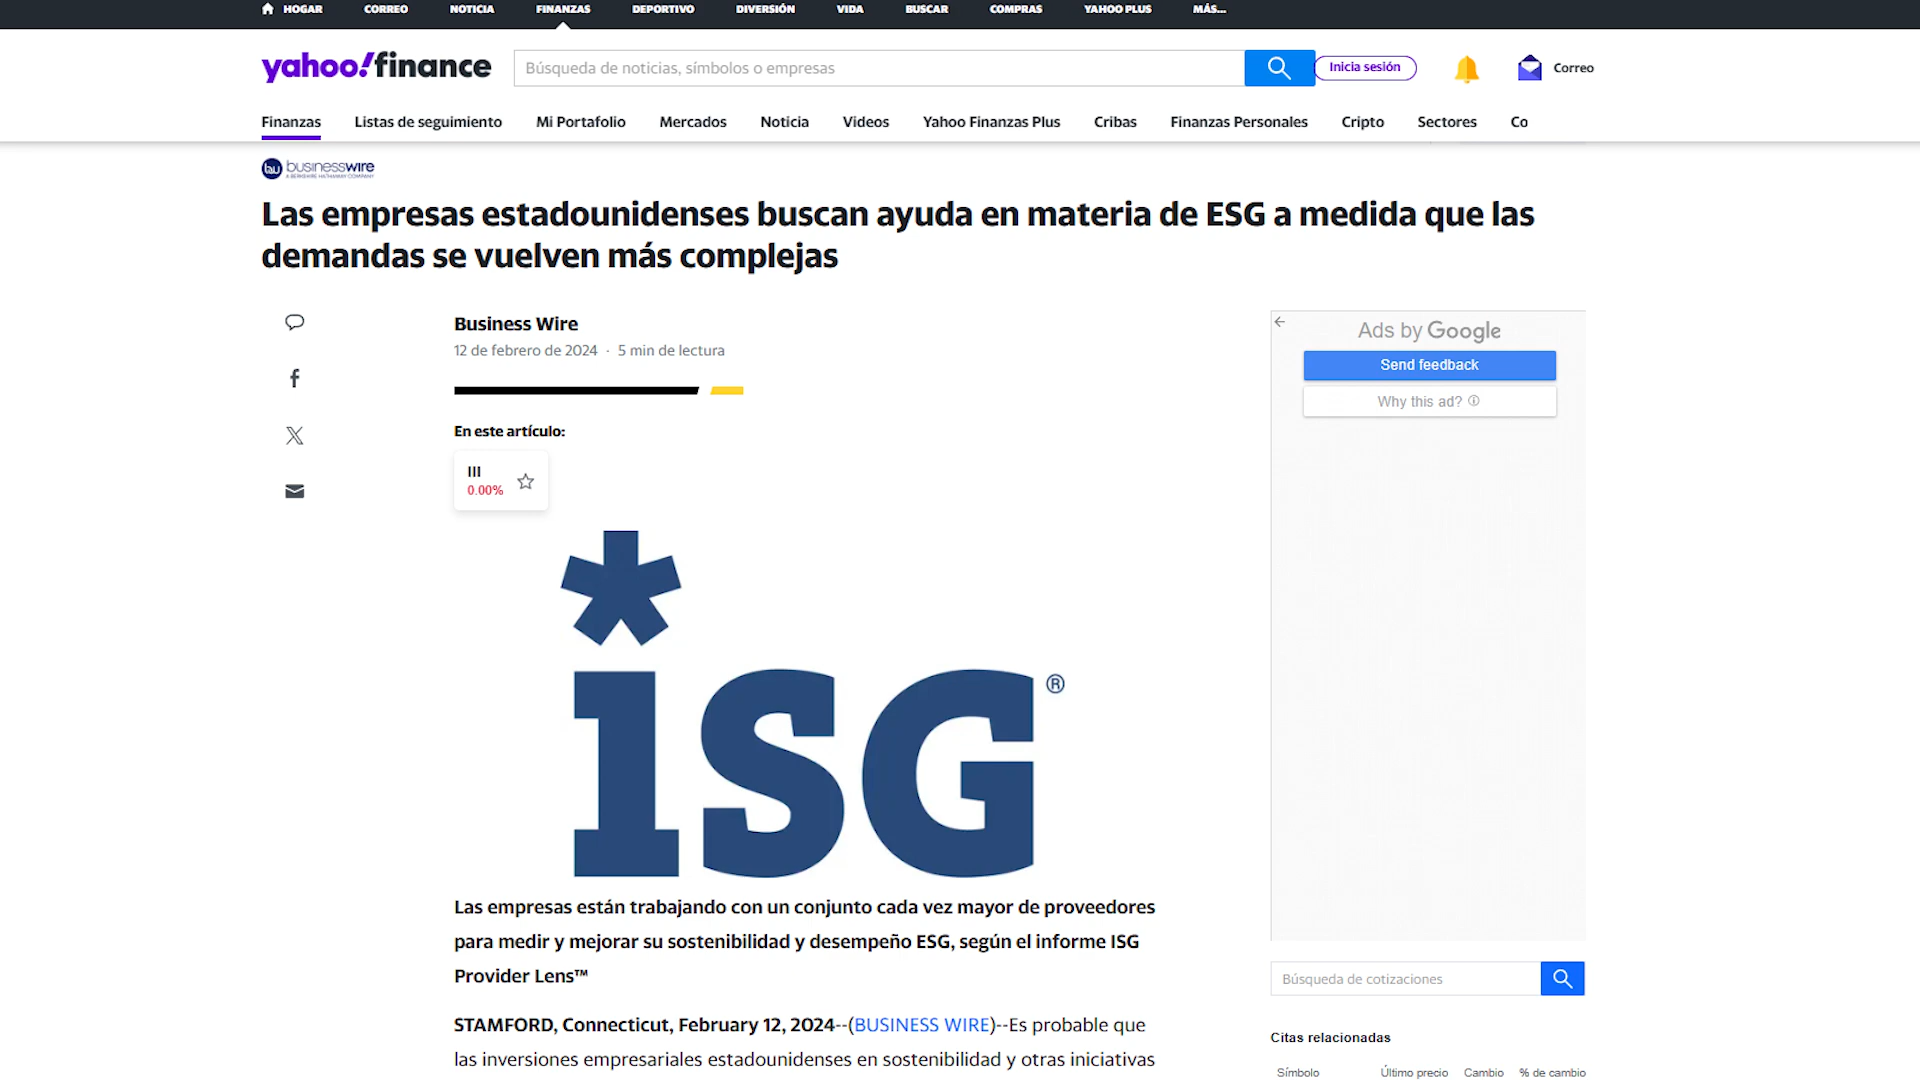 HOGAR CORREO NOTICIA FINANZAS DEPORTIVO DIVERSIÓN VIDA BUSCAR COMPRAS YAHOO PLUS MÁS...
yahoo!finance Búsqueda de noticias, símbolos o empresas Inicia sesión Correo
Finanzas Listas de seguimiento Mi Portafolio Mercados Noticia Videos Yahoo Finanzas Plus Cribas Finanzas Personales Cripto Sectores Co
businesswire
A BERKSHIRE HATHAWAY COMPANY
Las empresas estadounidenses buscan ayuda en materia de ESG a medida que las
demandas se vuelven más complejas
Business Wire
12 de febrero de 2024 · 5 min de lectura
En este artículo:
III
0.00%
ISG®
Las empresas están trabajando con un conjunto cada vez mayor de proveedores
para medir y mejorar su sostenibilidad y desempeño ESG, según el informe ISG
Provider Lens™
STAMFORD, Connecticut, February 12, 2024--(BUSINESS WIRE)--Es probable que
las inversiones empresariales estadounidenses en sostenibilidad y otras iniciativas
Ads by Google
Send feedback
Why this ad?
Búsqueda de cotizaciones
Citas relacionadas
Símbolo Último precio Cambio % de cambio